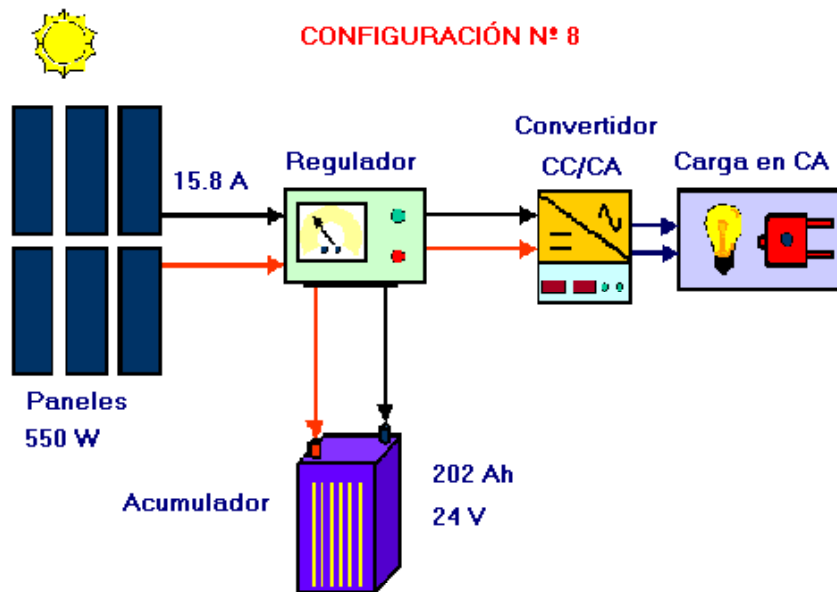 CONFIGURACIÓN Nº 8
Convertidor
CC/CA
Regulador
Carga en CA
15.8 A
Paneles
550 W
Acumulador
202 Ah
24 V